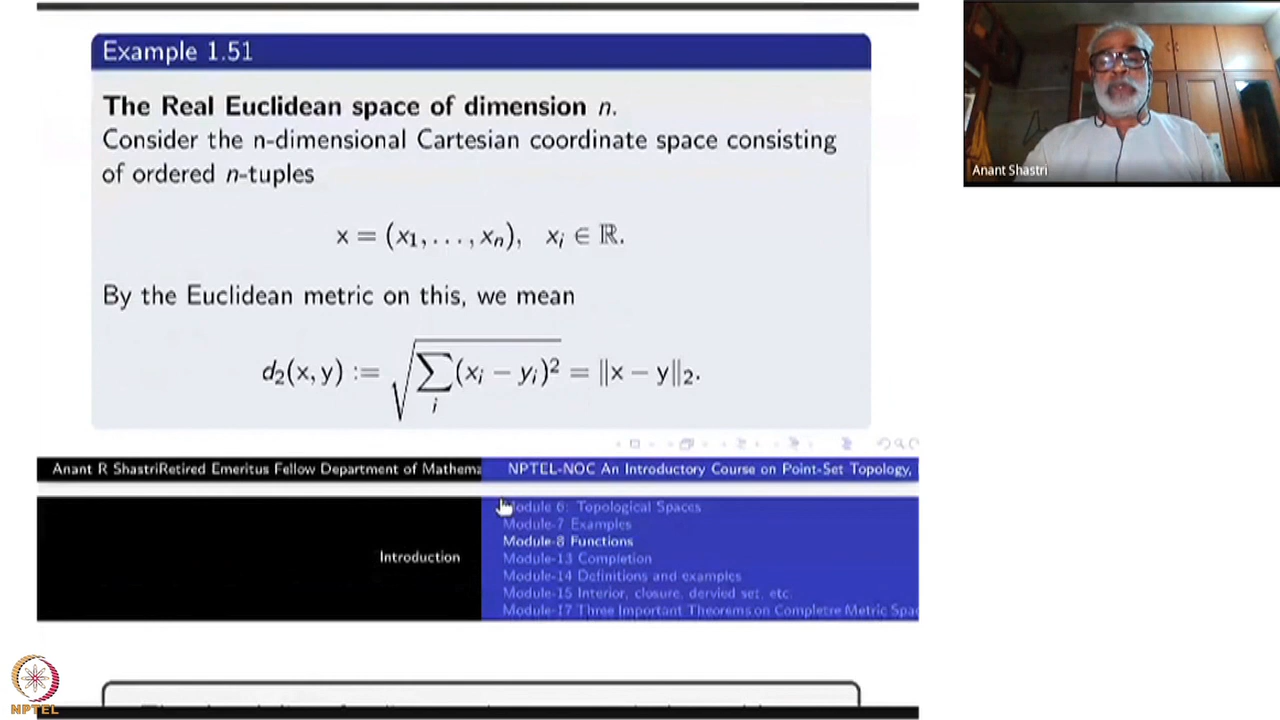 Example 1.51
The Real Euclidean space of dimension n.
Consider the n-dimensional Cartesian coordinate space consisting
of ordered n-tuples
x = (x₁, . . . , xₙ), xᵢ ∈ ℝ.
By the Euclidean metric on this, we mean
d₂(x, y) := √∑ᵢ(xᵢ − yᵢ)² = ‖x − y‖₂.
Anant R ShastriRetired Emeritus Fellow Department of Mathema
NPTEL-NOC An Introductory Course on Point-Set Topology,
Introduction
Module 6: Topological Spaces
Module-7 Examples
Module-8 Functions
Module-13 Completion
Module-14 Definitions and examples
Module-15 Interior, closure, dervied set, etc.
Module-17 Three Important Theorems on Completre Metric Spac
Anant Shastri
NPTEL